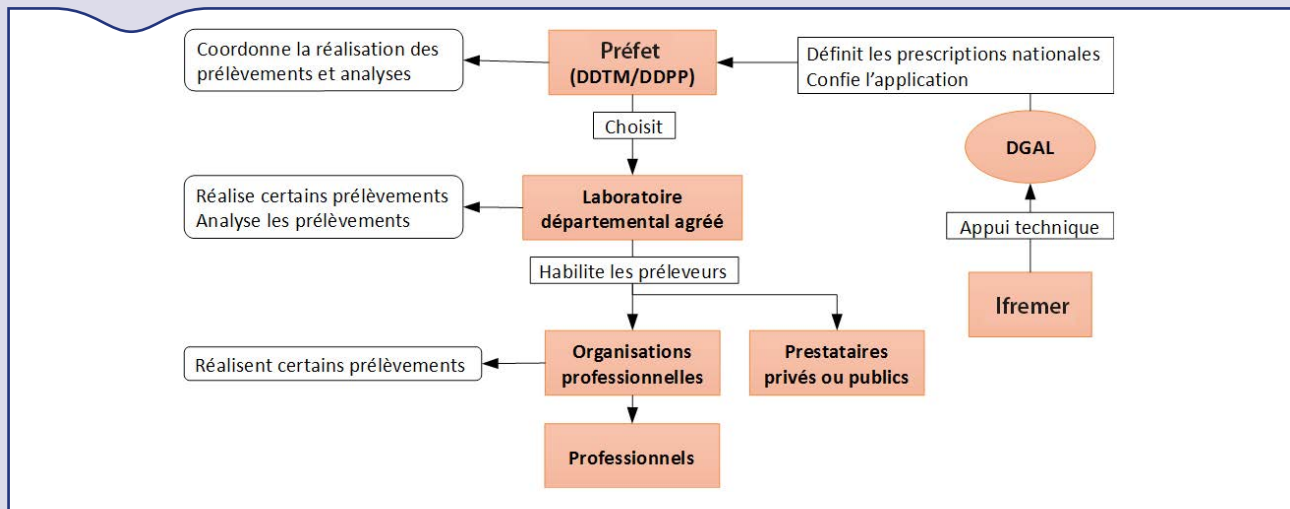 Coordonne la réalisation des
prélèvements et analyses
Préfet
(DDTM/DDPP)
Définit les prescriptions nationales
Confie l'application
Choisit
DGAL
Réalise certains prélèvements
Analyse les prélèvements
Laboratoire
départemental agréé
Appui technique
Habilite les préleveurs
Ifremer
Réalisent certains prélèvements
Organisations
professionnelles
Prestataires
privés ou publics
Professionnels